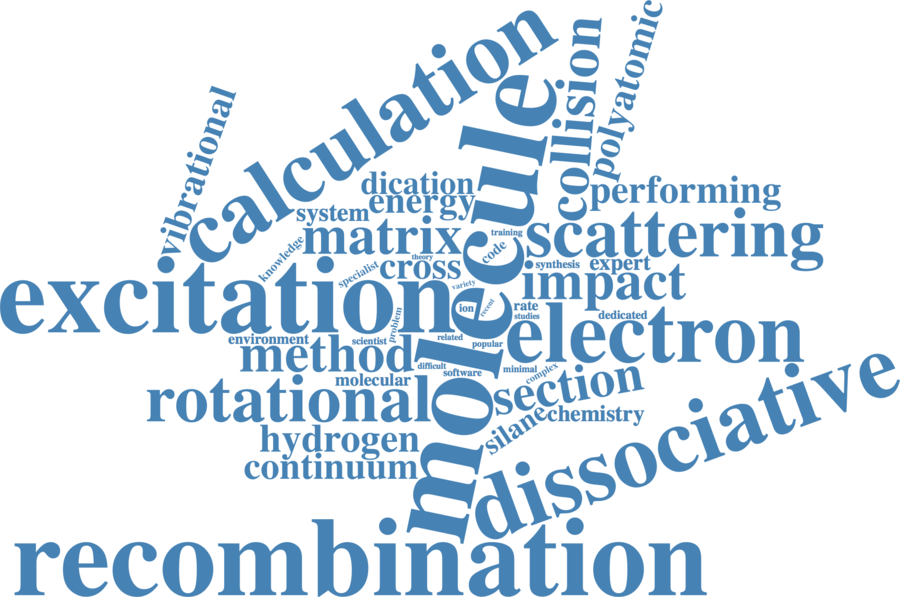 calculation
molecule
collision
polyatomic
vibrational
dication
energy
performing
system
matrix
training
scattering
code
knowledge
theory
cross
specialist
synthesis
expert
excitation
variety
impact
ion
recent
rate
studies
dedicated
electron
problem
environment
scientist
related
popular
method
difficult
software
minimal
complex
molecular
section
rotational
silane
chemistry
hydrogen
continuum
dissociative
recombination